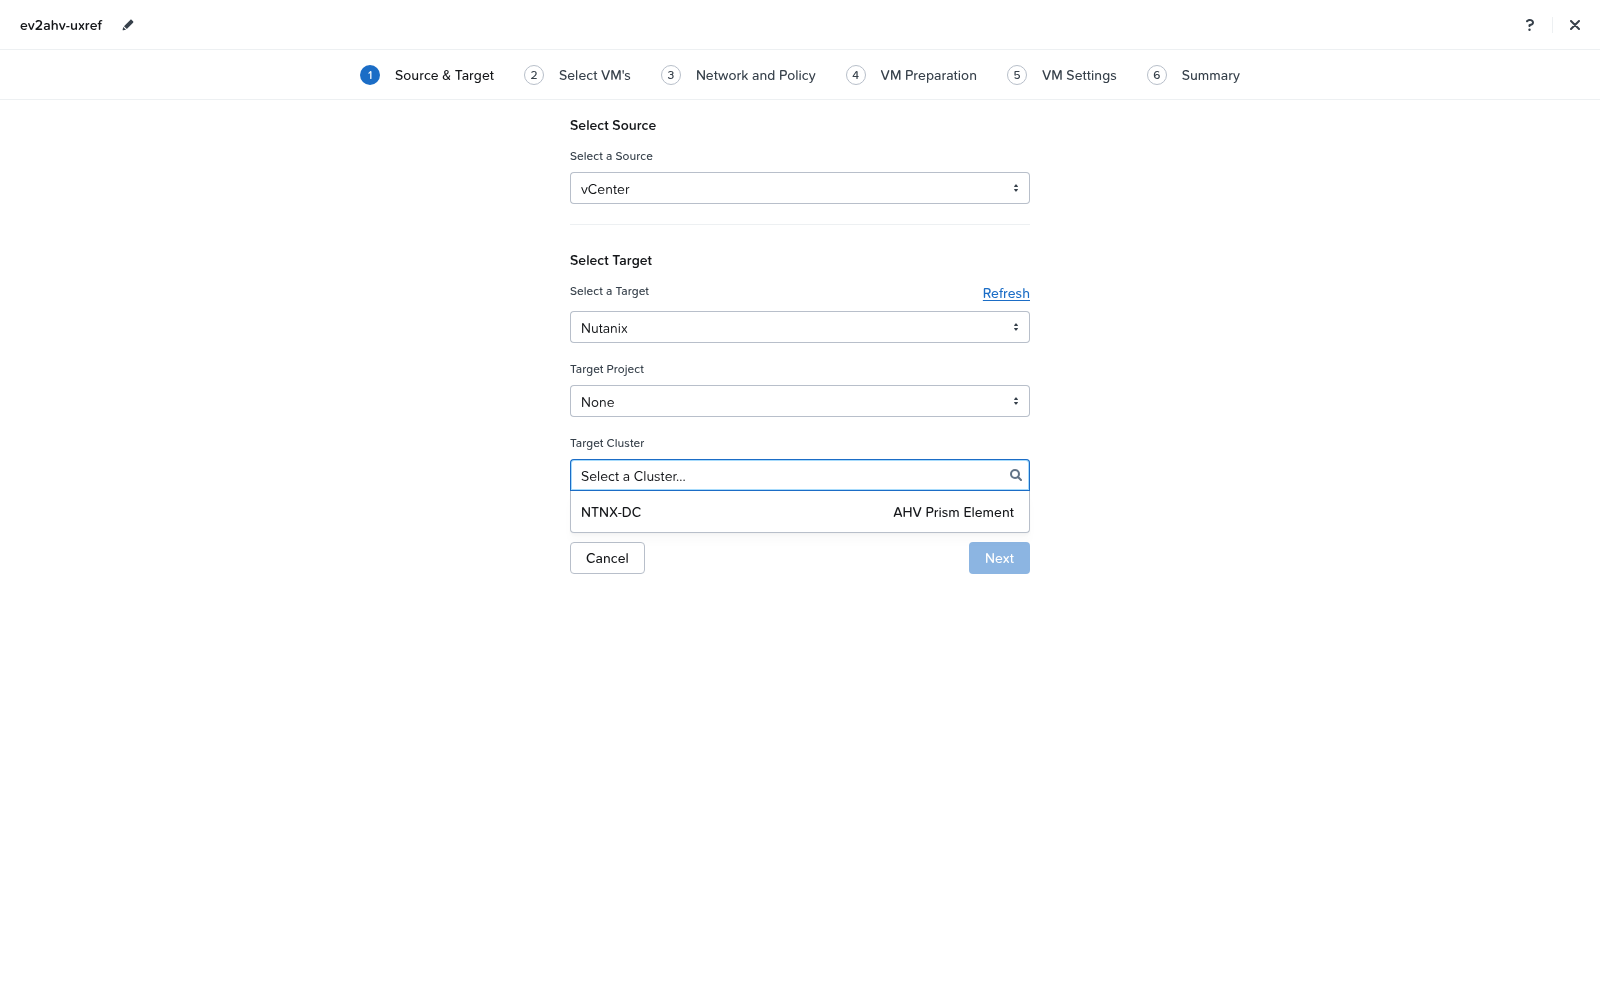 ev2ahv-uxref
?
1 Source & Target 2 Select VM's 3 Network and Policy 4 VM Preparation 5 VM Settings 6 Summary
Select Source
Select a Source
vCenter
Select Target
Select a Target Refresh
Nutanix
Target Project
None
Target Cluster
Select a Cluster...
NTNX-DC AHV Prism Element
Cancel Next